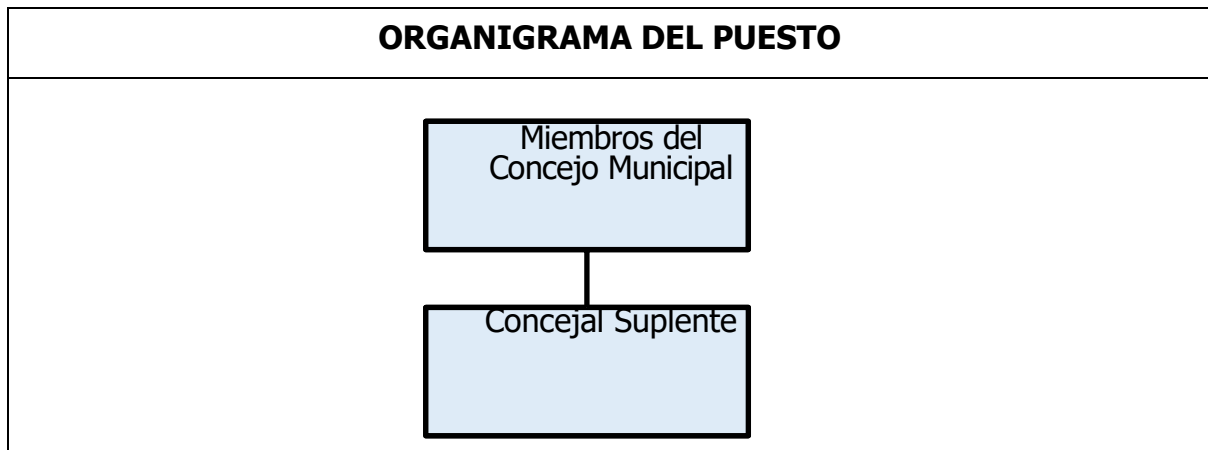 ORGANIGRAMA DEL PUESTO
Miembros del
Concejo Municipal
Concejal Suplente